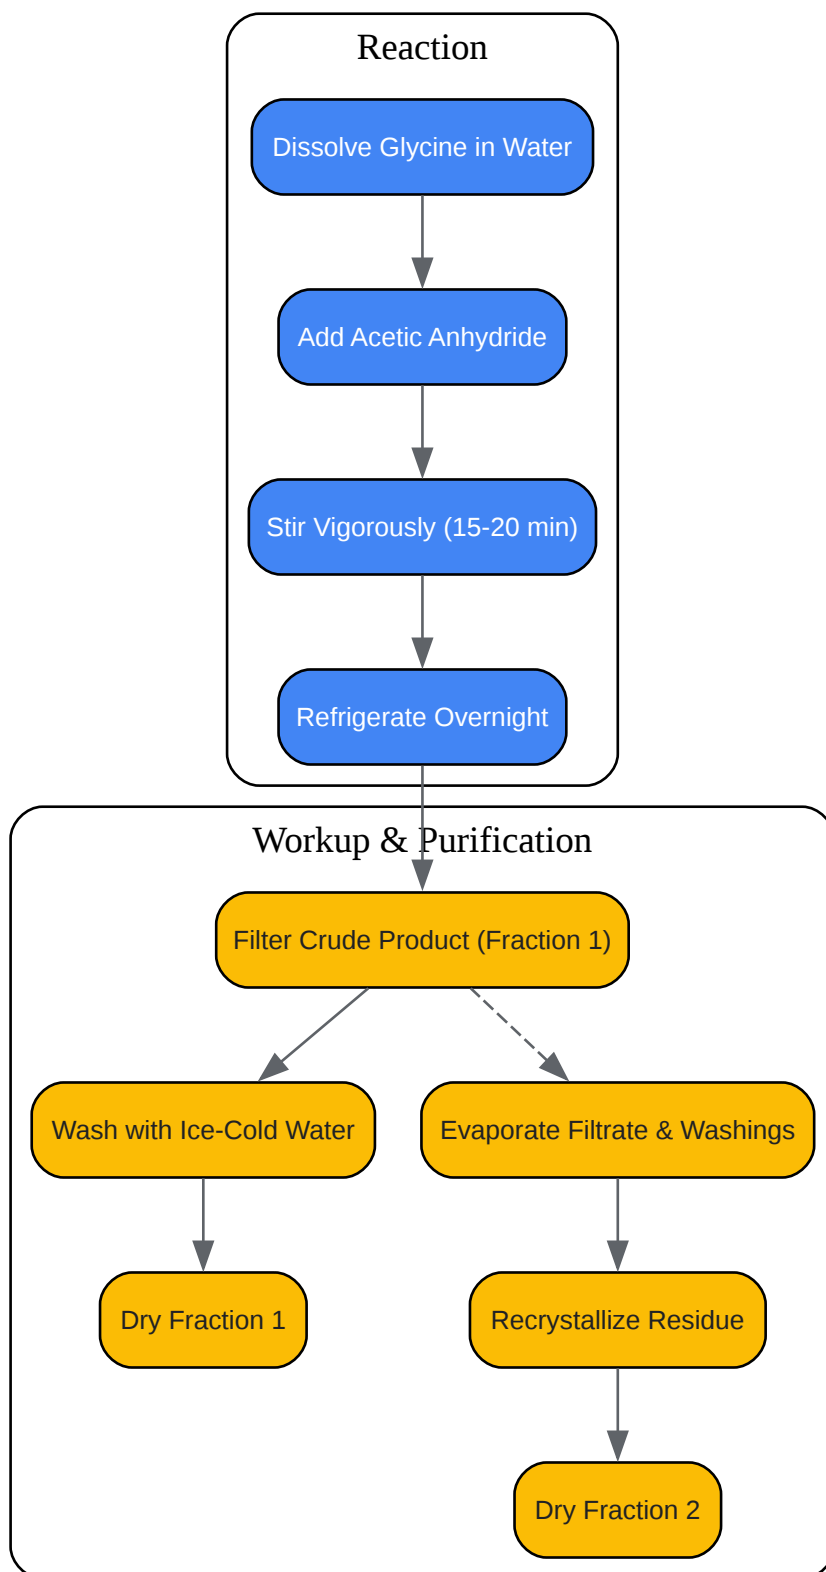 Reaction
Dissolve Glycine in Water
Add Acetic Anhydride
Stir Vigorously (15-20 min)
Refrigerate Overnight
Workup & Purification
Filter Crude Product (Fraction 1)
Wash with Ice-Cold Water
Evaporate Filtrate & Washings
Dry Fraction 1
Recrystallize Residue
Dry Fraction 2